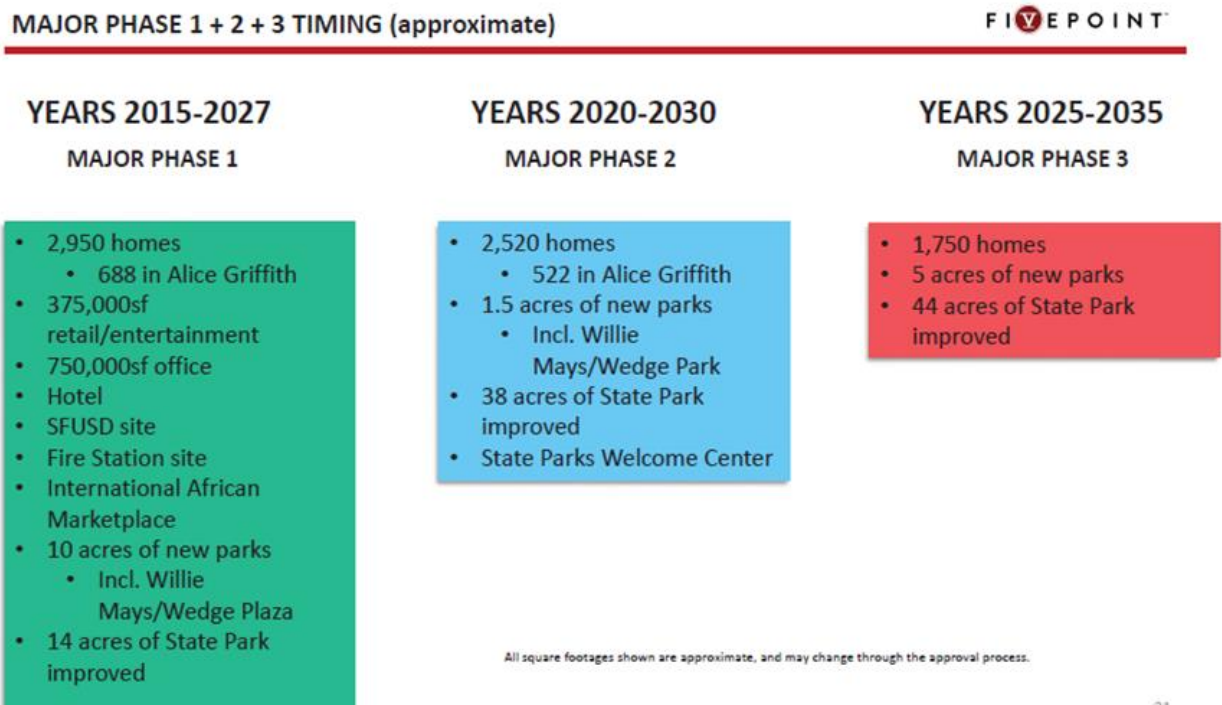 MAJOR PHASE 1 + 2 + 3 TIMING (approximate)
FIVEPOINT
YEARS 2015-2027
MAJOR PHASE 1
• 2,950 homes
• 688 in Alice Griffith
• 375,000sf
retail/entertainment
• 750,000sf office
• Hotel
• SFUSD site
• Fire Station site
• International African
Marketplace
• 10 acres of new parks
• Incl. Willie
Mays/Wedge Plaza
• 14 acres of State Park
improved
YEARS 2020-2030
MAJOR PHASE 2
• 2,520 homes
• 522 in Alice Griffith
• 1.5 acres of new parks
• Incl. Willie
Mays/Wedge Park
• 38 acres of State Park
improved
• State Parks Welcome Center
YEARS 2025-2035
MAJOR PHASE 3
• 1,750 homes
• 5 acres of new parks
• 44 acres of State Park
improved
All square footages shown are approximate, and may change through the approval process.